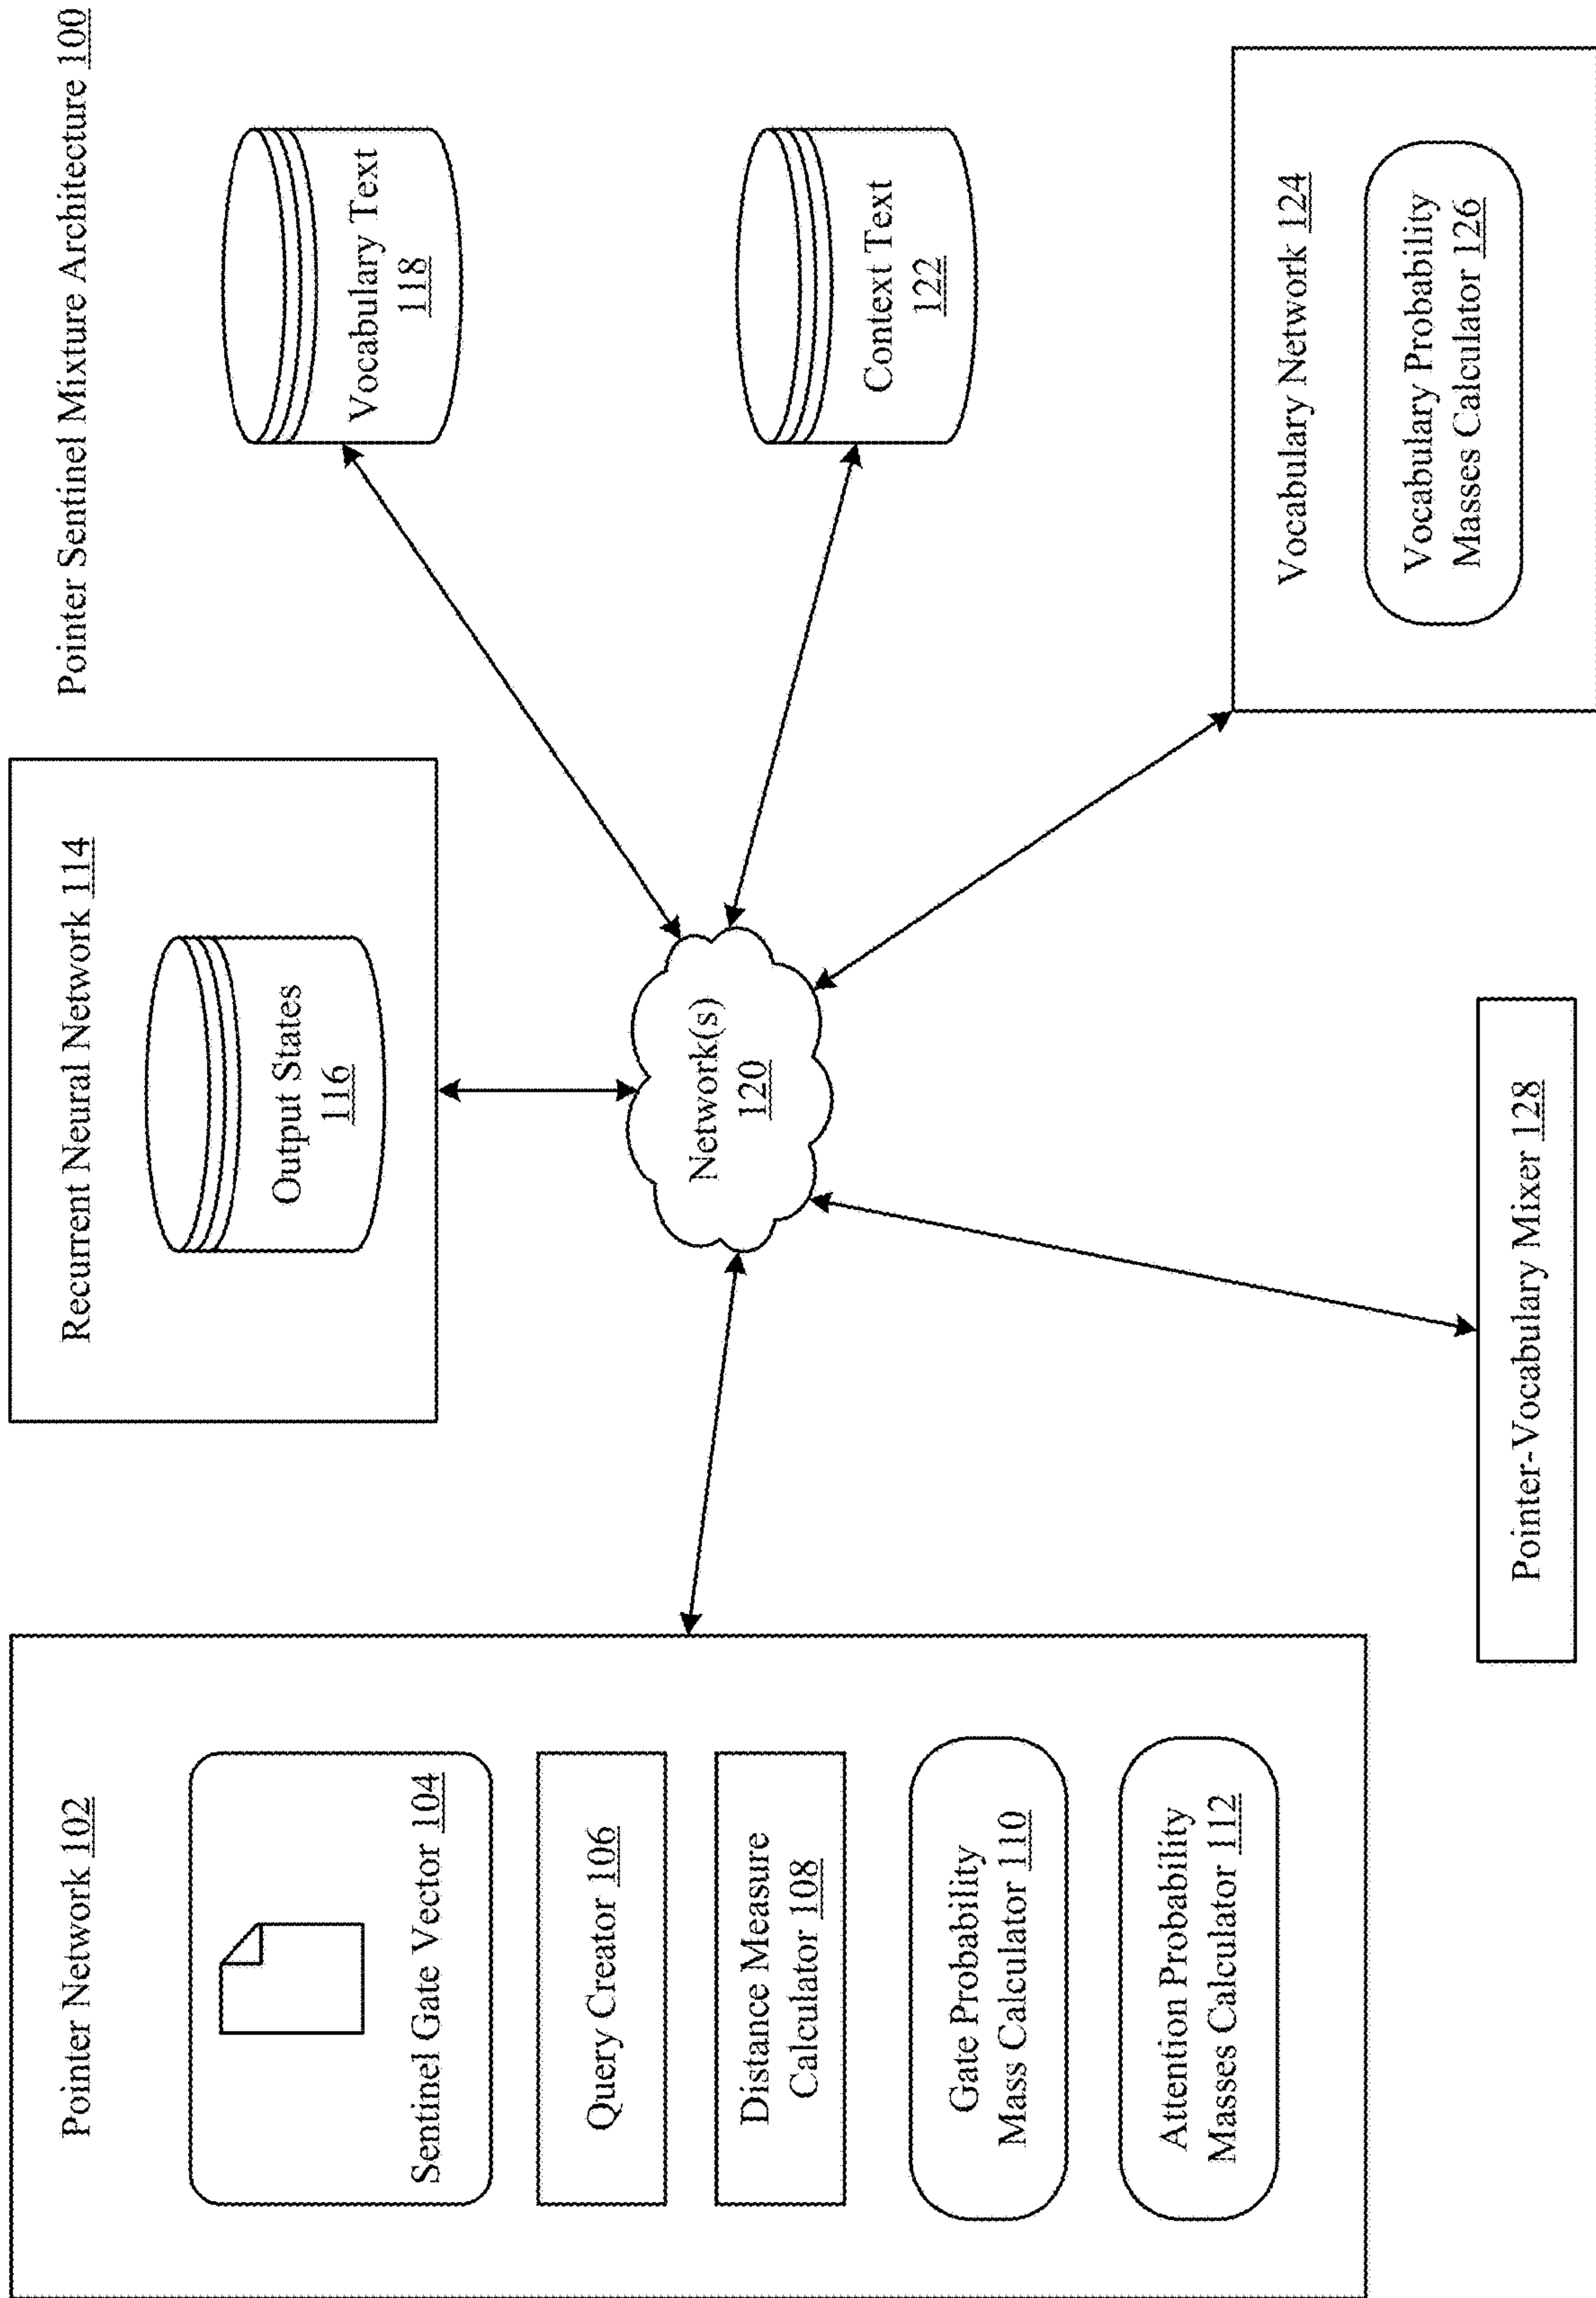 Pointer Sentinel Mixture Architecture 100
Pointer Network 102
Sentinel Gate Vector 104
Query Creator 106
Distance Measure
Calculator 108
Gate Probability
Mass Calculator 110
Attention Probability
Masses Calculator 112
Recurrent Neural Network 114
Output States
116
Vocabulary Text
118
Network(s)
120
Context Text
122
Vocabulary Network 124
Vocabulary Probability
Masses Calculator 126
Pointer-Vocabulary Mixer 128